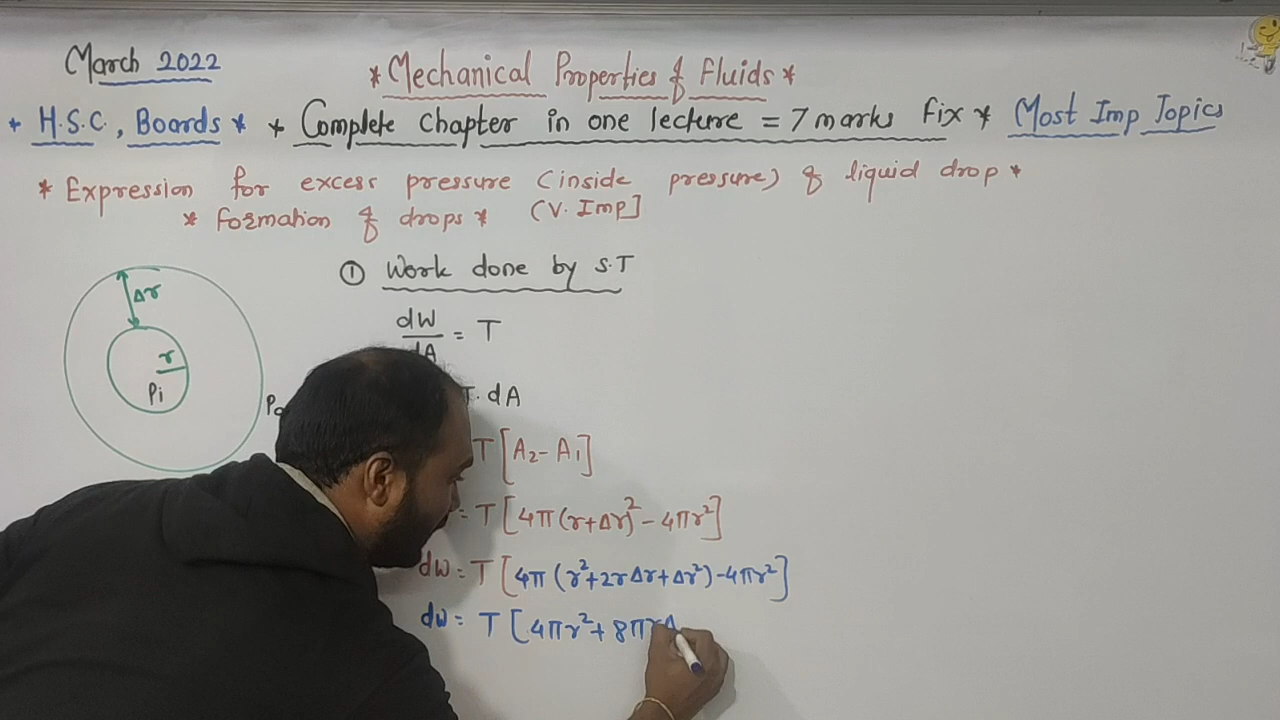 March 2022
* Mechanical Properties of Fluids *
* H.S.C., Boards * * Complete Chapter in one lecture = 7 marks Fix * Most Imp Topics
* Expression for excess pressure (inside pressure) of liquid drop *
* Formation of drops * (V. Imp]
① Work done by S.T
Δr
r
Pi
dW/dA = T
T. dA
T [A₂ - A₁]
= T [4π (r+Δr)² - 4πr²]
dw = T [4π (r²+2rΔr+Δr²) -4πr²]
dw = T [4πr² + 8πrΔ